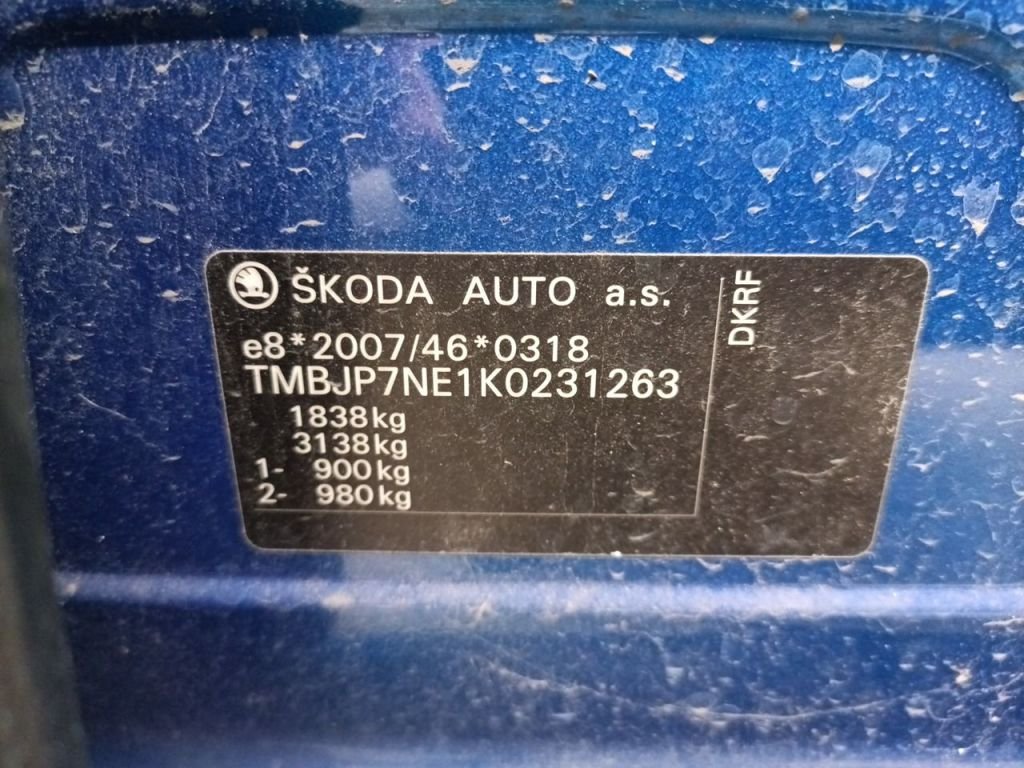 ŠKODA AUTO a.s.
e8*2007/46*0318
TMBJP7NE1K0231263
1838kg
3138kg
1- 900kg
2- 980kg
DKRF